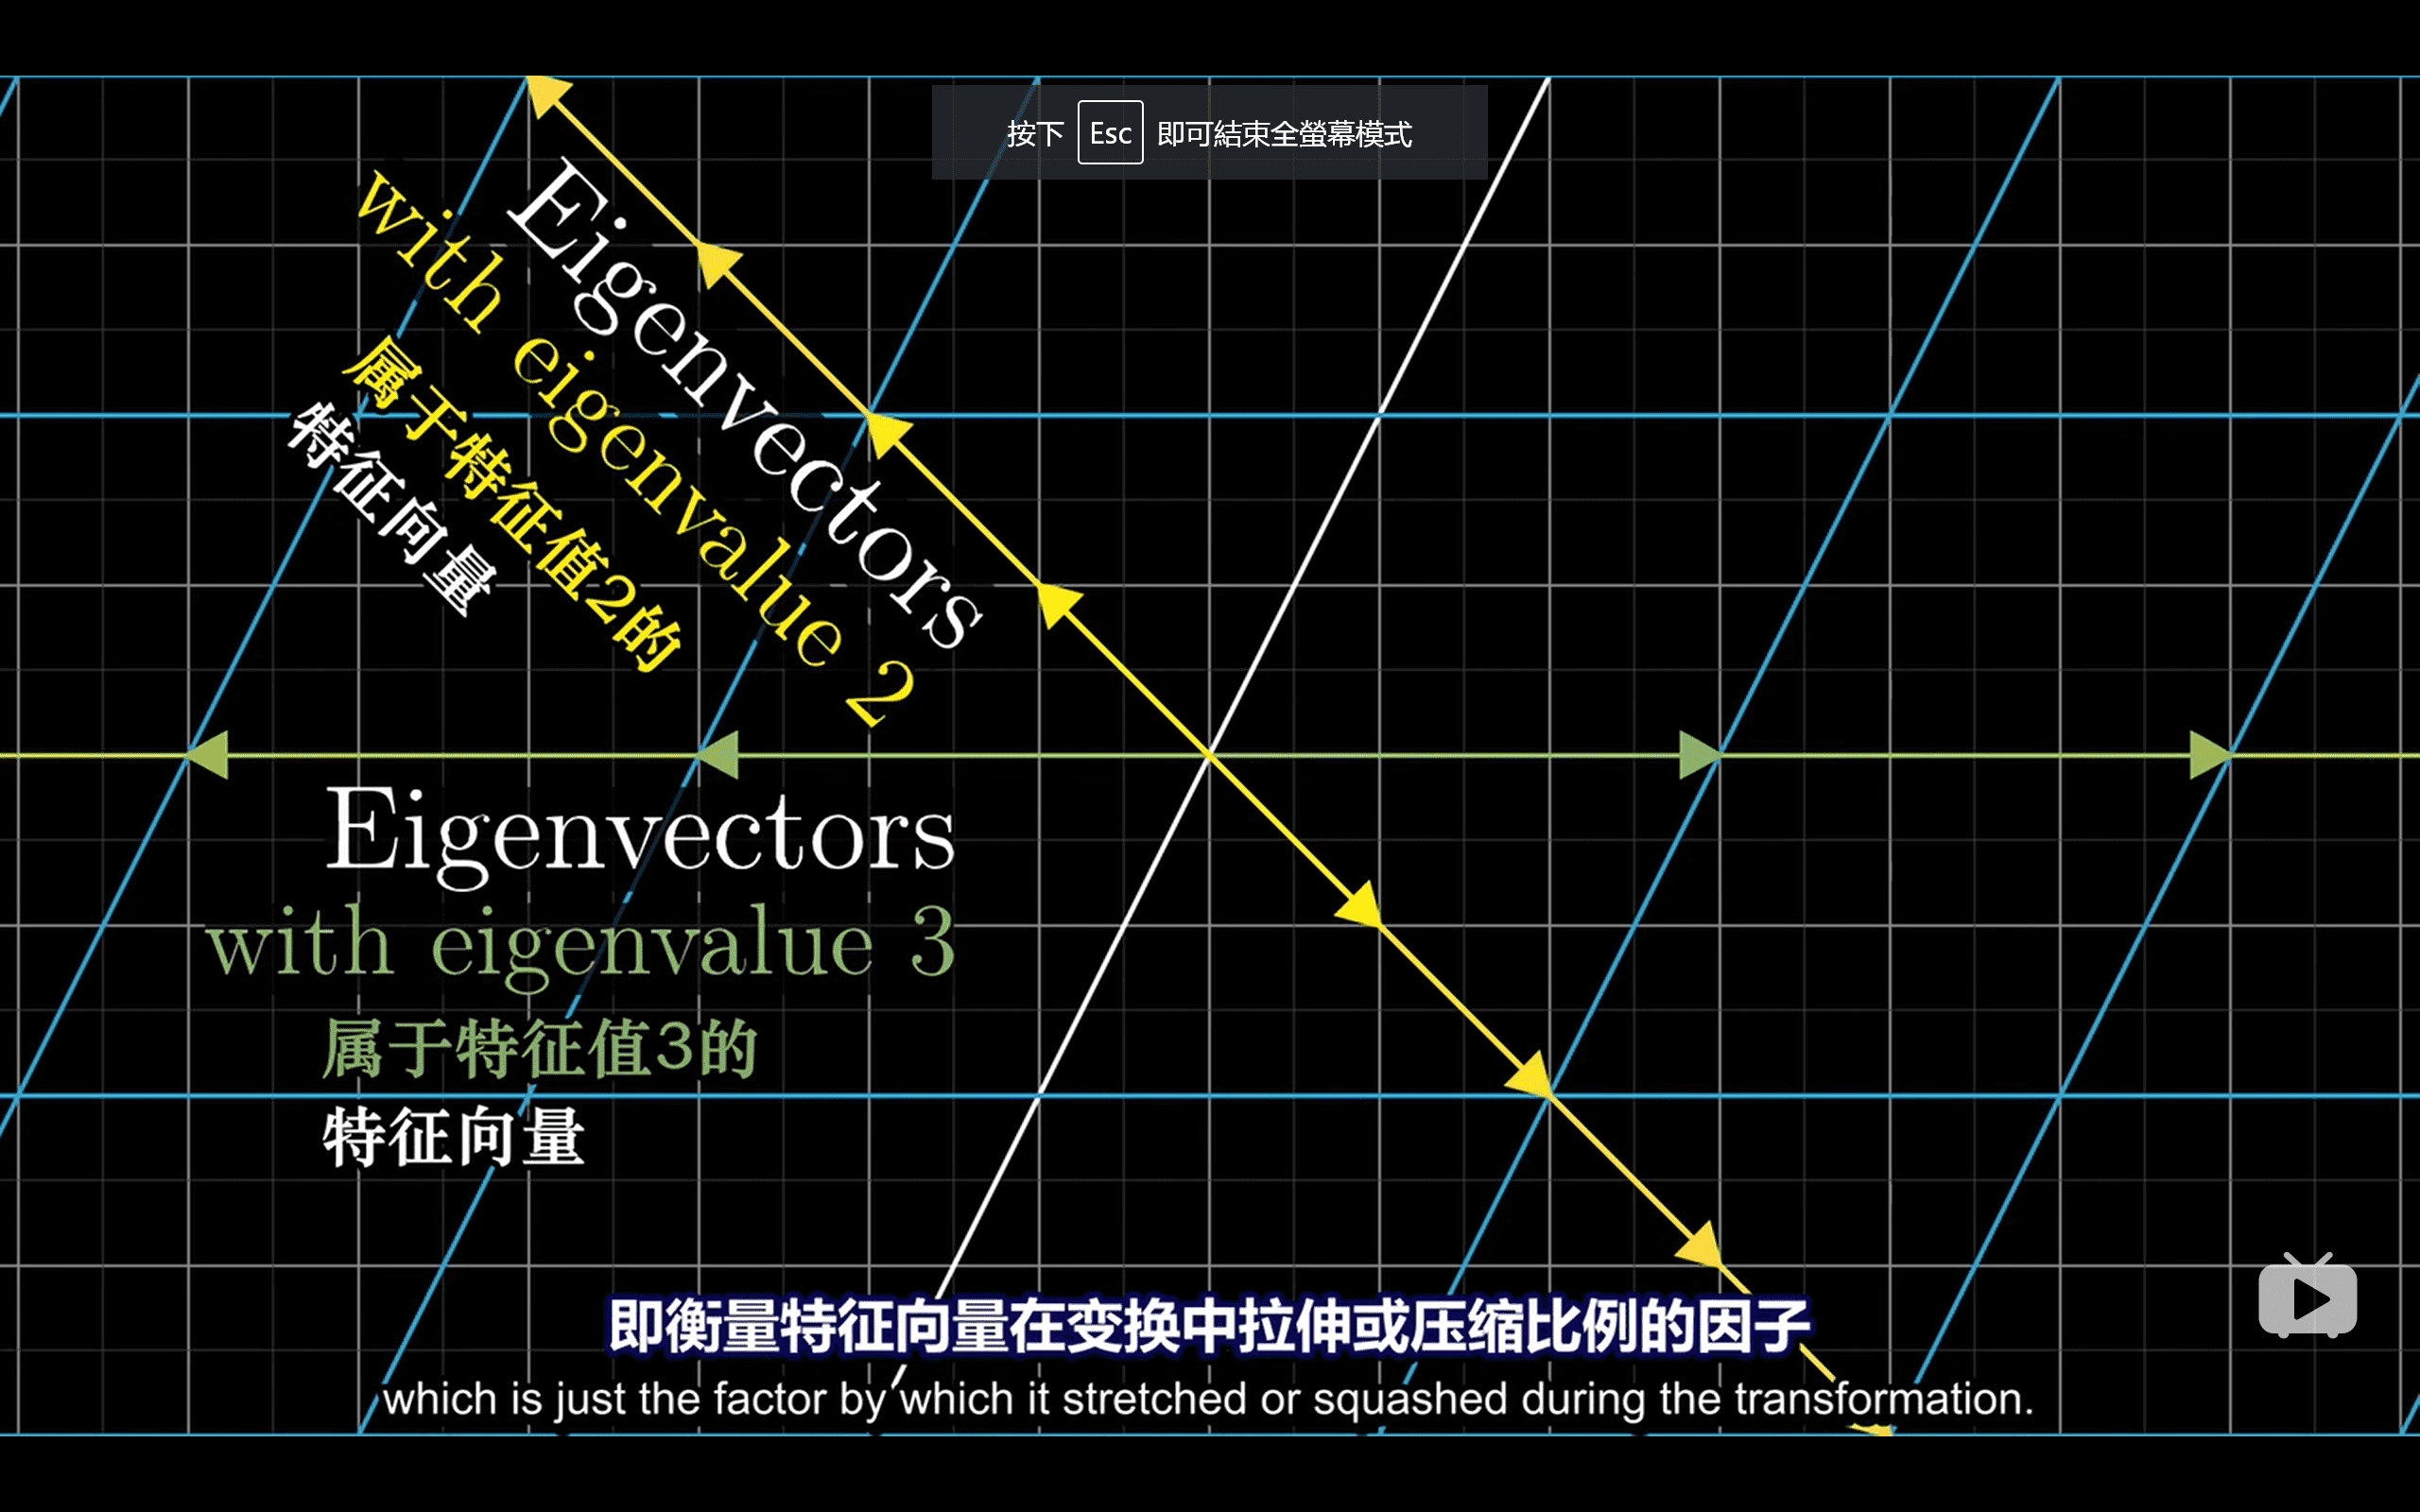 按下 Esc 即可結束全螢幕模式
Eigenvectors
with eigenvalue 2
属于特征值2的
特征向量
Eigenvectors
with eigenvalue 3
属于特征值3的
特征向量
即衡量特征向量在变换中拉伸或压缩比例的因子
which is just the factor by which it stretched or squashed during the transformation.